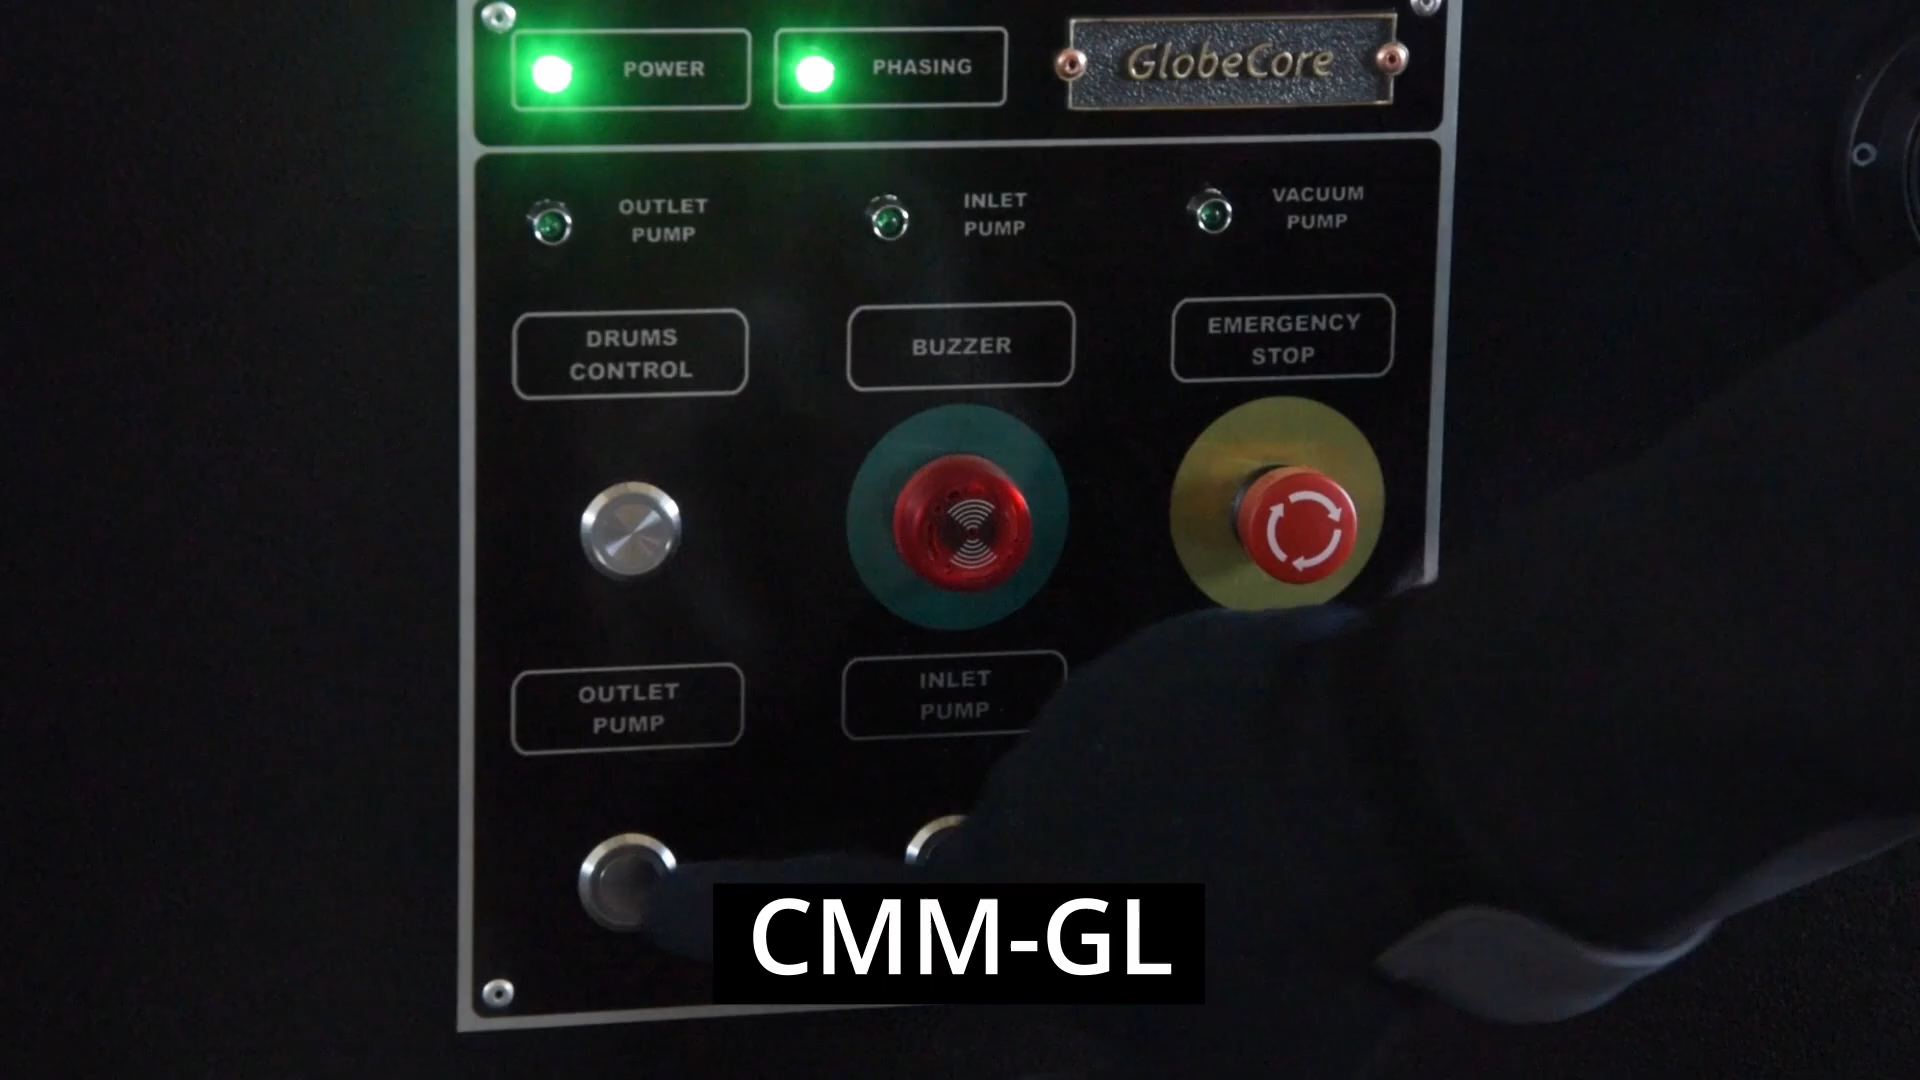 POWER
PHASING
GlobeCore
OUTLET
PUMP
INLET
PUMP
VACUUM
PUMP
DRUMS
CONTROL
BUZZER
EMERGENCY
STOP
OUTLET
PUMP
INLET
PUMP
CMM-GL